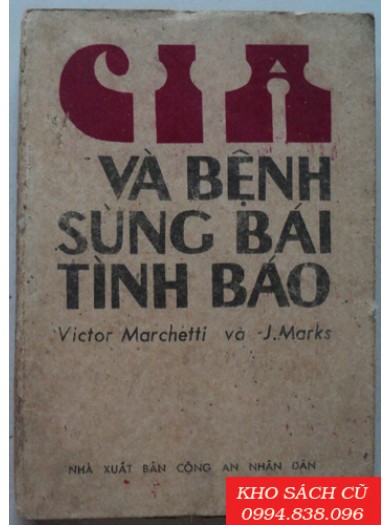 CIA
VÀ BỆNH
SÙNG BÁI
TÌNH BÁO
Victor Marchetti và J.Marks
NHÀ XUẤT BẢN CÔNG AN NHÂN DÂN
KHO SÁCH CŨ
0994.838.096